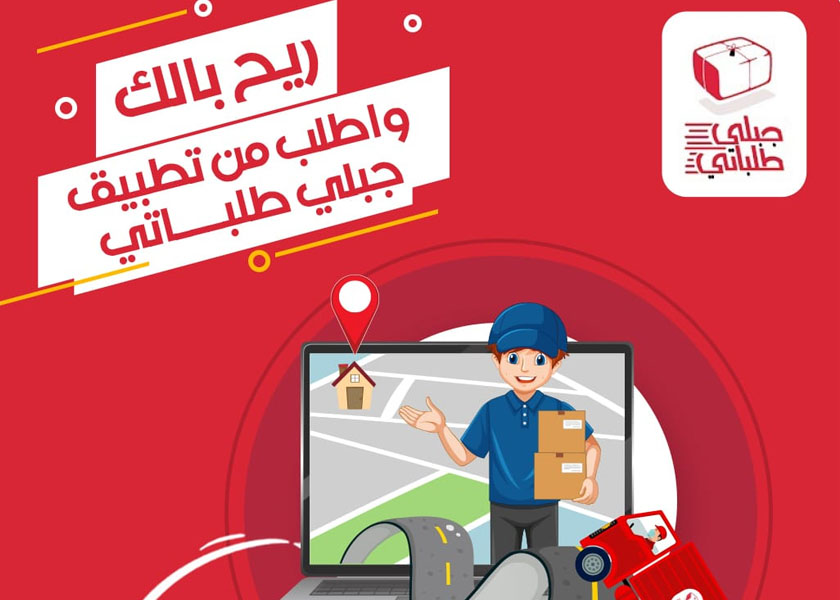 ريح بالك
واطلب من تطبيق
جبلي طلبـــاتي
جبلي
طلباتي